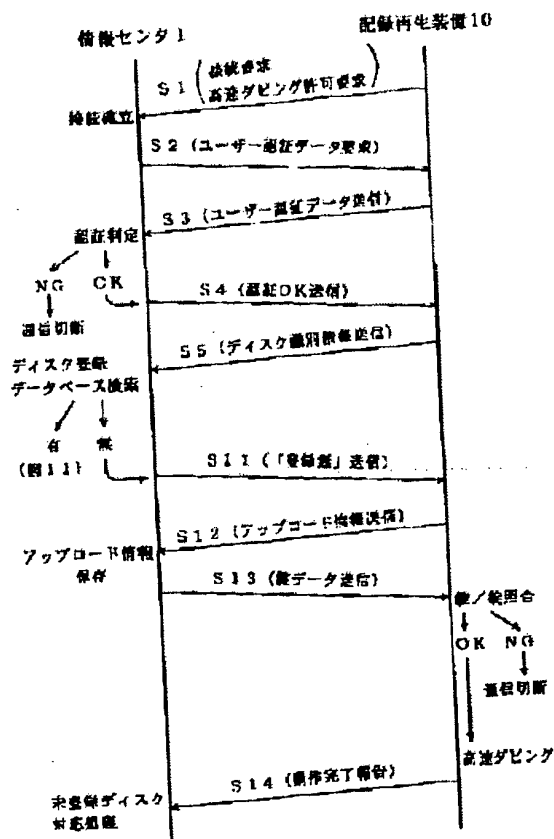 情報センタ1
記録再生装置10
S1(接続要求
高速ダビング許可要求)
接続確立
S2(ユーザー認証データ要求)
S3(ユーザー認証データ送信)
認証判定
NG OK
S4(認証OK送信)
通信切断
S5(ディスク識別情報送信)
ディスク登録
データベース検索
有 無
(図11)
S11(「登録無」送信)
S12(アップロード情報送信)
アップロード情報
保存
S13(鍵データ送信)
鍵/錠照合
OK NG
通信切断
高速ダビング
S14(動作完了報告)
未登録ディスク
対応処理